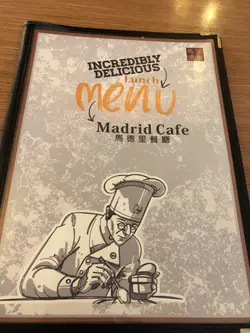 INCREDIBLY
DELICIOUS
Lunch
menu
Madrid Cafe
馬德里餐廳